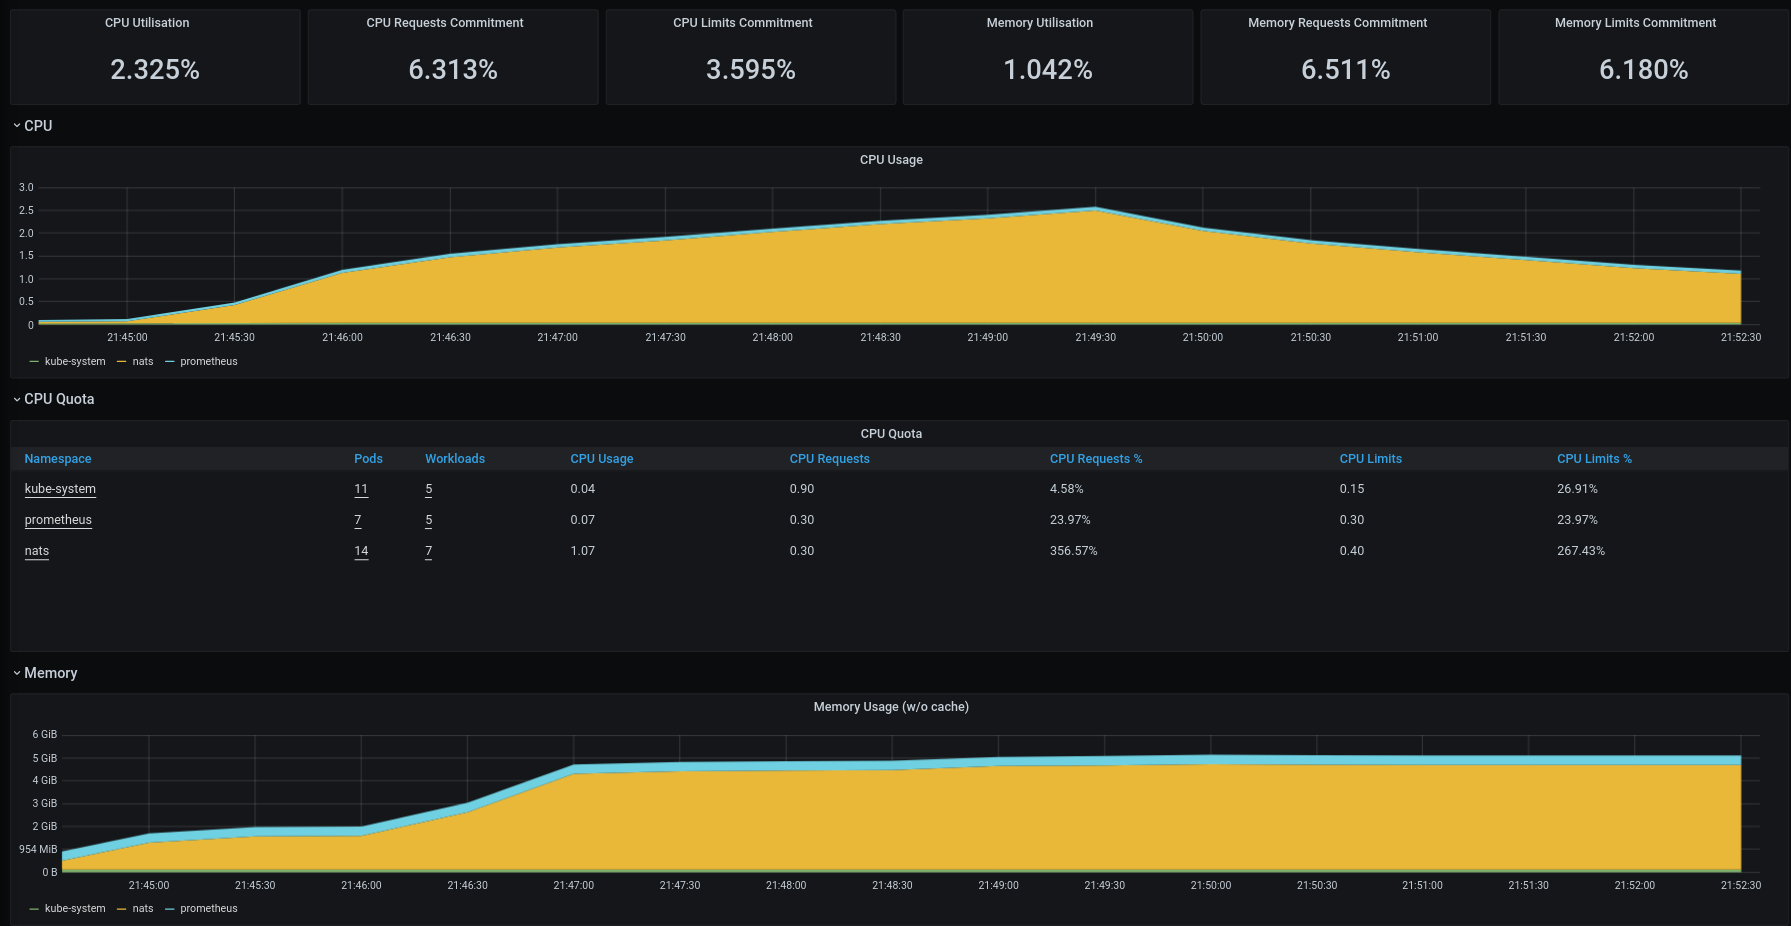 CPU Utilisation CPU Requests Commitment CPU Limits Commitment Memory Utilisation Memory Requests Commitment Memory Limits Commitment
2.325% 6.313% 3.595% 1.042% 6.511% 6.180%
CPU
CPU Usage
3.0
2.5
2.0
1.5
1.0
0.5
0
21:45:00 21:45:30 21:46:00 21:46:30 21:47:00 21:47:30 21:48:00 21:48:30 21:49:00 21:49:30 21:50:00 21:50:30 21:51:00 21:51:30 21:52:00 21:52:30
kube-system nats prometheus
CPU Quota
CPU Quota
Namespace Pods Workloads CPU Usage CPU Requests CPU Requests % CPU Limits CPU Limits %
kube-system 11 5 0.04 0.90 4.58% 0.15 26.91%
prometheus 7 5 0.07 0.30 23.97% 0.30 23.97%
nats 14 7 1.07 0.30 356.57% 0.40 267.43%
Memory
Memory Usage (w/o cache)
6 GiB
5 GiB
4 GiB
3 GiB
2 GiB
954 MiB
0 B
21:45:00 21:45:30 21:46:00 21:46:30 21:47:00 21:47:30 21:48:00 21:48:30 21:49:00 21:49:30 21:50:00 21:50:30 21:51:00 21:51:30 21:52:00 21:52:30
kube-system nats prometheus